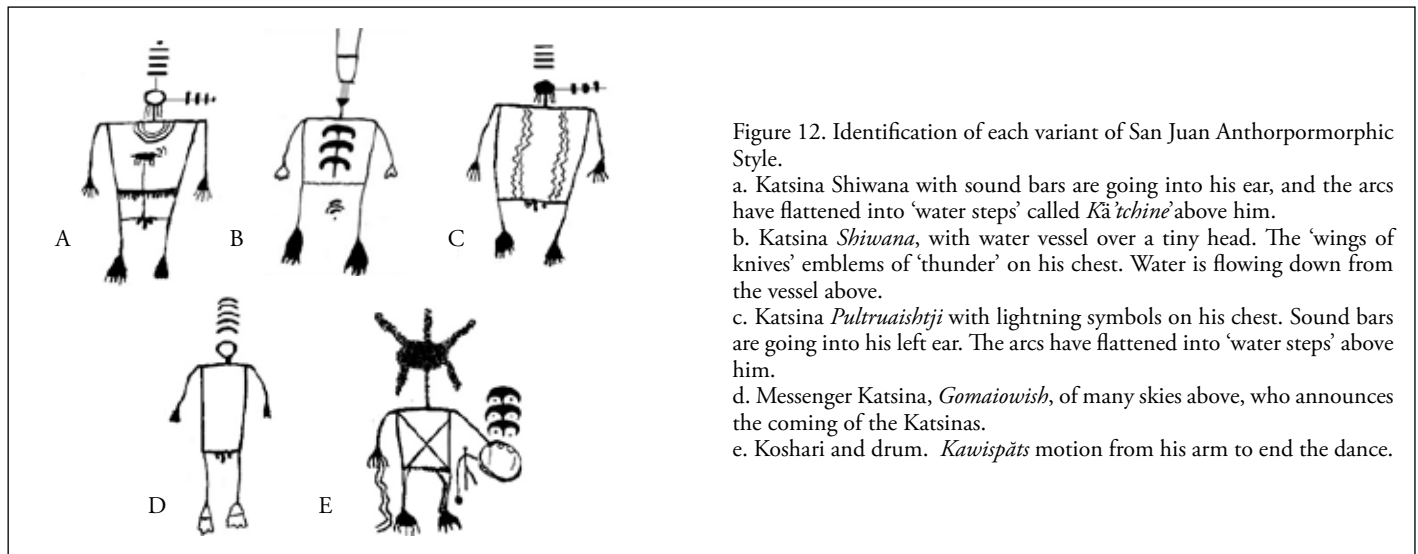 A
B
C
D
E
Figure 12. Identification of each variant of San Juan Anthorpormorphic
Style.
a. Katsina Shiwana with sound bars are going into his ear, and the arcs
have flattened into ‘water steps’ called Kä’tchine’above him.
b. Katsina Shiwana, with water vessel over a tiny head. The ‘wings of
knives’ emblems of ‘thunder’ on his chest. Water is flowing down from
the vessel above.
c. Katsina Pultruaishtji with lightning symbols on his chest. Sound bars
are going into his left ear. The arcs have flattened into ‘water steps’ above
him.
d. Messenger Katsina, Gomaiowish, of many skies above, who announces
the coming of the Katsinas.
e. Koshari and drum. Kawispăts motion from his arm to end the dance.